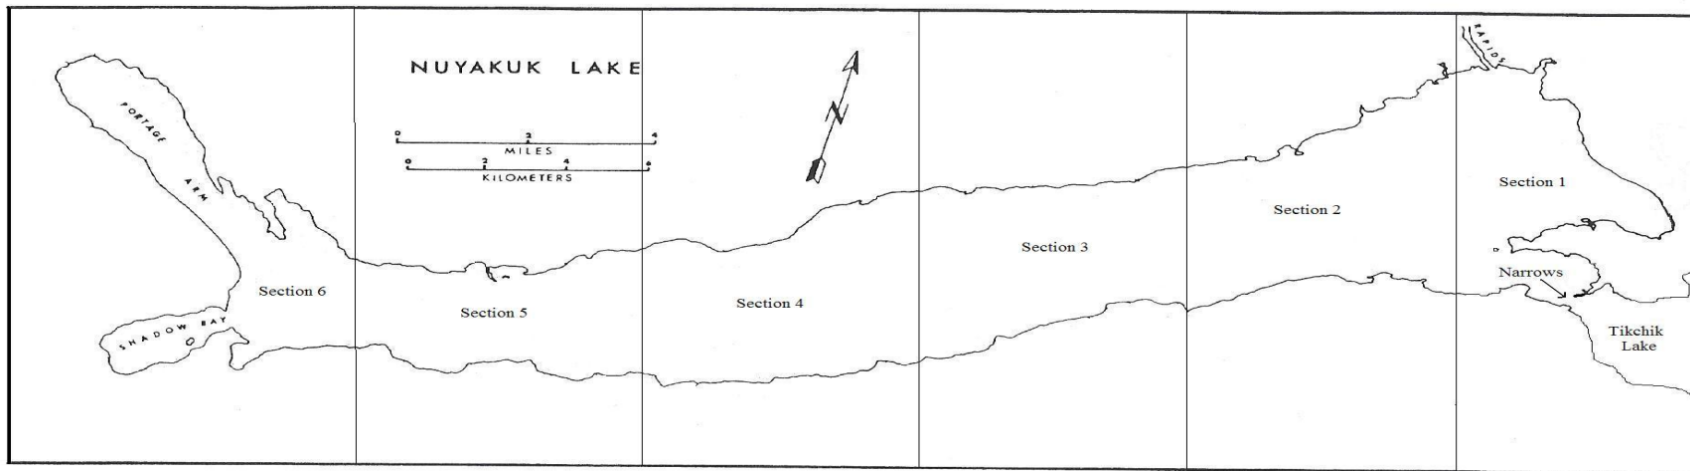 RAPIDS
NUYAKUK LAKE
N
PORTAGE
ARM
0 2 4
MILES
0 2 4 6
KILOMETERS
Section 1
Section 2
Section 3
Narrows
Section 6
Section 4
Section 5
SHADOW BAY
Tikchik
Lake